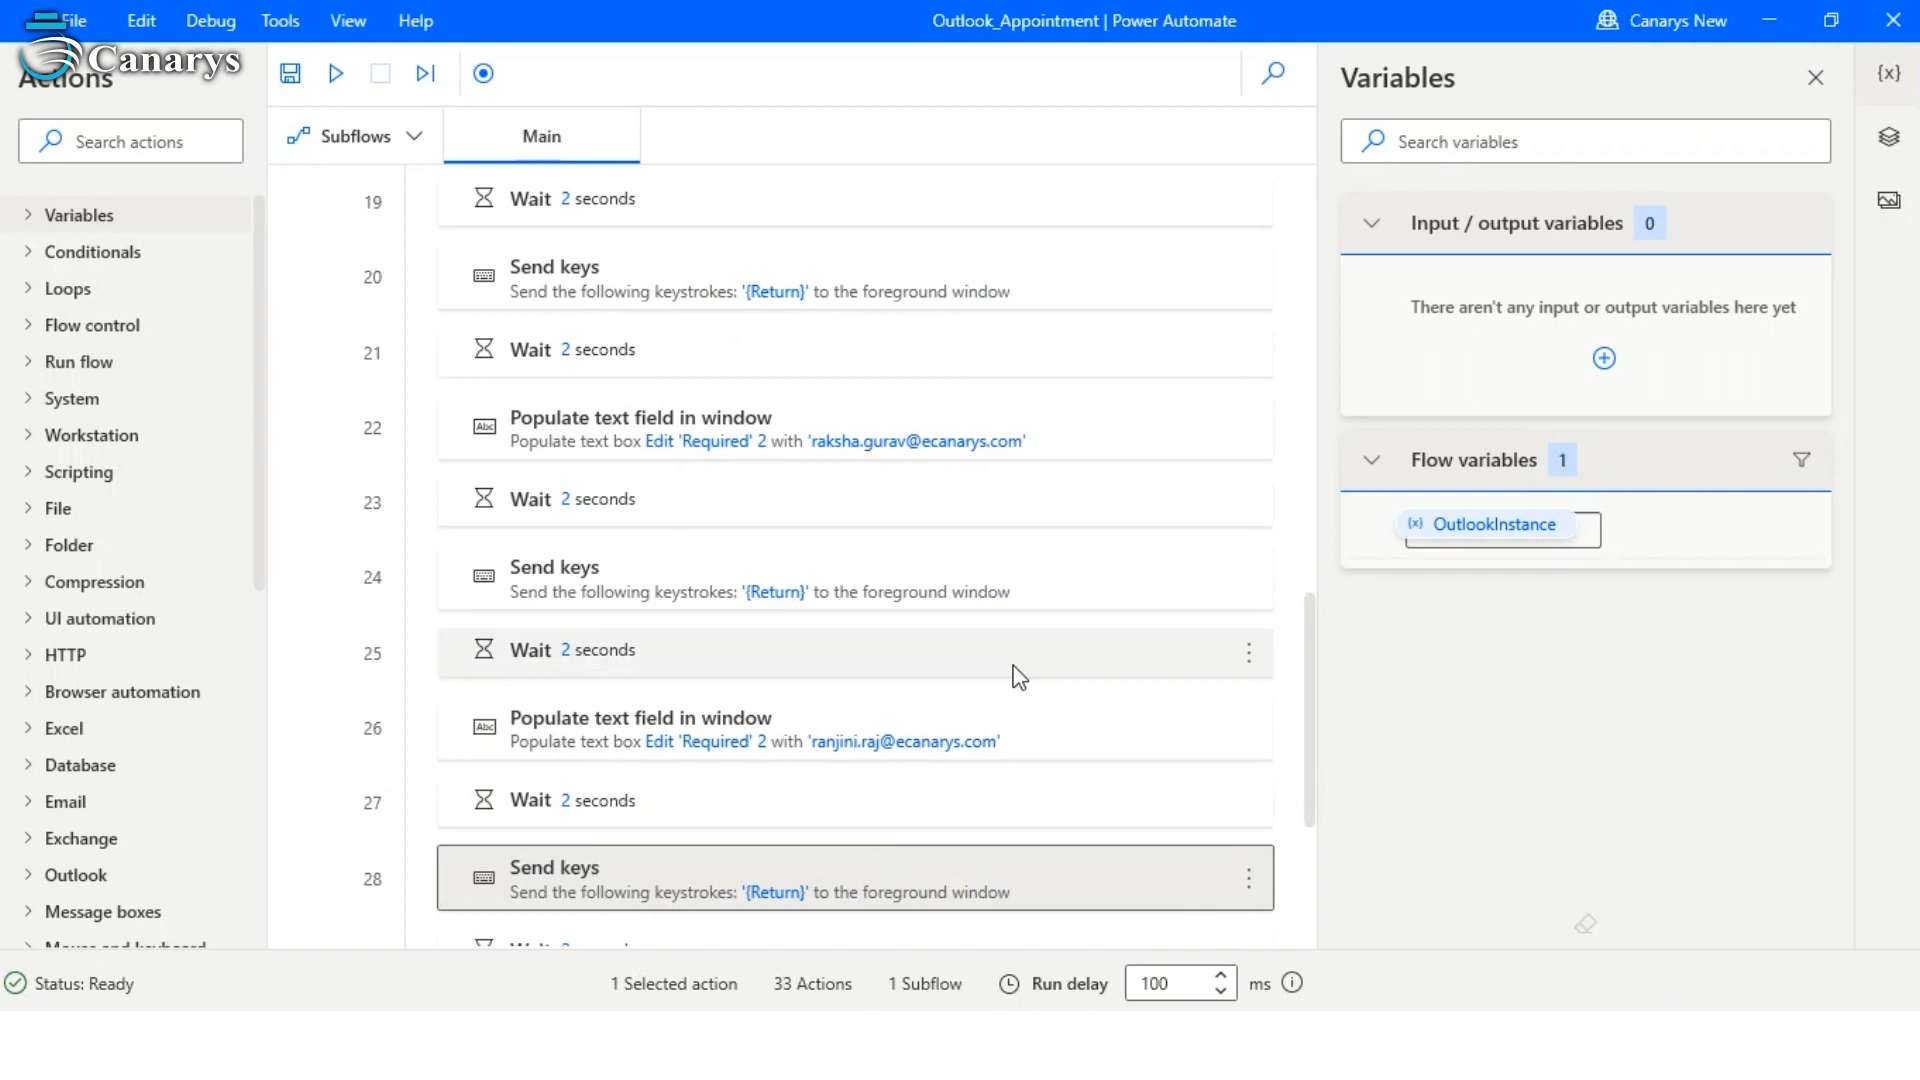 File Edit Debug Tools View Help Outlook_Appointment | Power Automate Canarys New
Canarys
Actions
Search actions
Variables
Conditionals
Loops
Flow control
Run flow
System
Workstation
Scripting
File
Folder
Compression
UI automation
HTTP
Browser automation
Excel
Database
Email
Exchange
Outlook
Message boxes
Mouse and keyboard
Subflows Main
19 Wait 2 seconds
20 Send keys
Send the following keystrokes: '{Return}' to the foreground window
21 Wait 2 seconds
22 Populate text field in window
Abc Populate text box Edit 'Required' 2 with 'raksha.gurav@ecanarys.com'
23 Wait 2 seconds
24 Send keys
Send the following keystrokes: '{Return}' to the foreground window
25 Wait 2 seconds
26 Populate text field in window
Abc Populate text box Edit 'Required' 2 with 'ranjini.raj@ecanarys.com'
27 Wait 2 seconds
28 Send keys
Send the following keystrokes: '{Return}' to the foreground window
Variables
{x}
Search variables
Input / output variables 0
There aren't any input or output variables here yet
Flow variables 1
(x) OutlookInstance
Status: Ready 1 Selected action 33 Actions 1 Subflow Run delay 100 ms